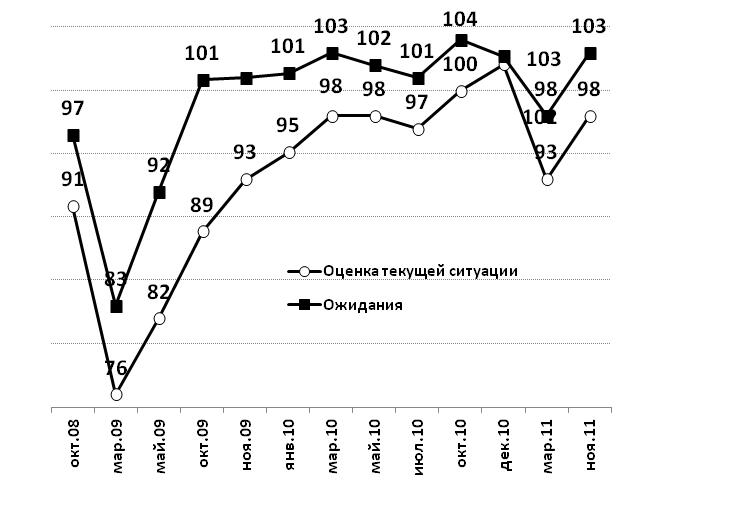 104
103
103
102
101
101
101
103
100
98
98
98
98
97
97
102
95
93
93
92
91
89
83
82
76
Оценка текущей ситуации
Ожидания
окт.08
мар.09
май.09
окт.09
ноя.09
янв.10
мар.10
май.10
июл.10
окт.10
дек.10
мар.11
ноя.11